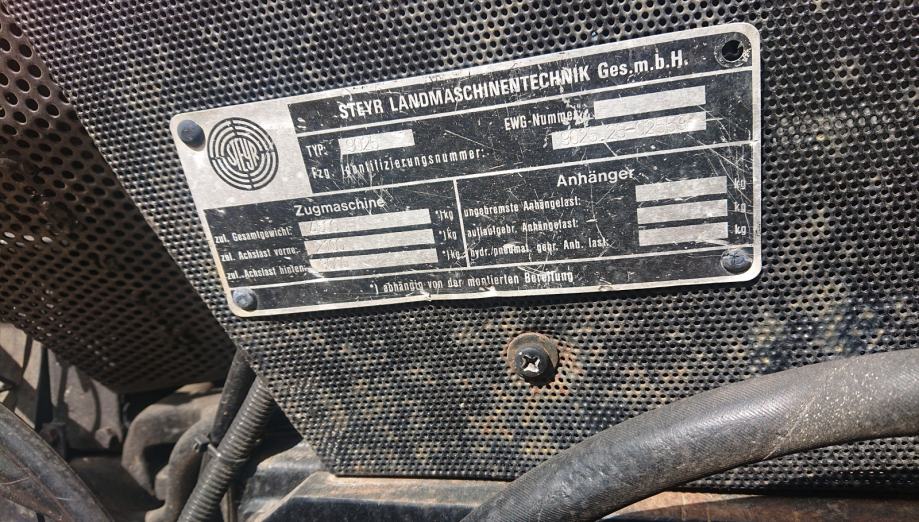 STEYR LANDMASCHINENTECHNIK Ges.m.b.H.
STEYR
TYP:
EWG-Nummer:
Fzg. Identifizierungsnummer:
Zugmaschine
zul. Gesamtgewicht: *)kg
zul. Achslast vorne: *)kg
zul. Achslast hinten: *)kg
Anhänger
ungebremste Anhängelast: kg
auflaufgebr. Anhängelast: kg
hydr./pneumat. gebr. Anh. last: kg
*) abhängig von der montierten Bereifung